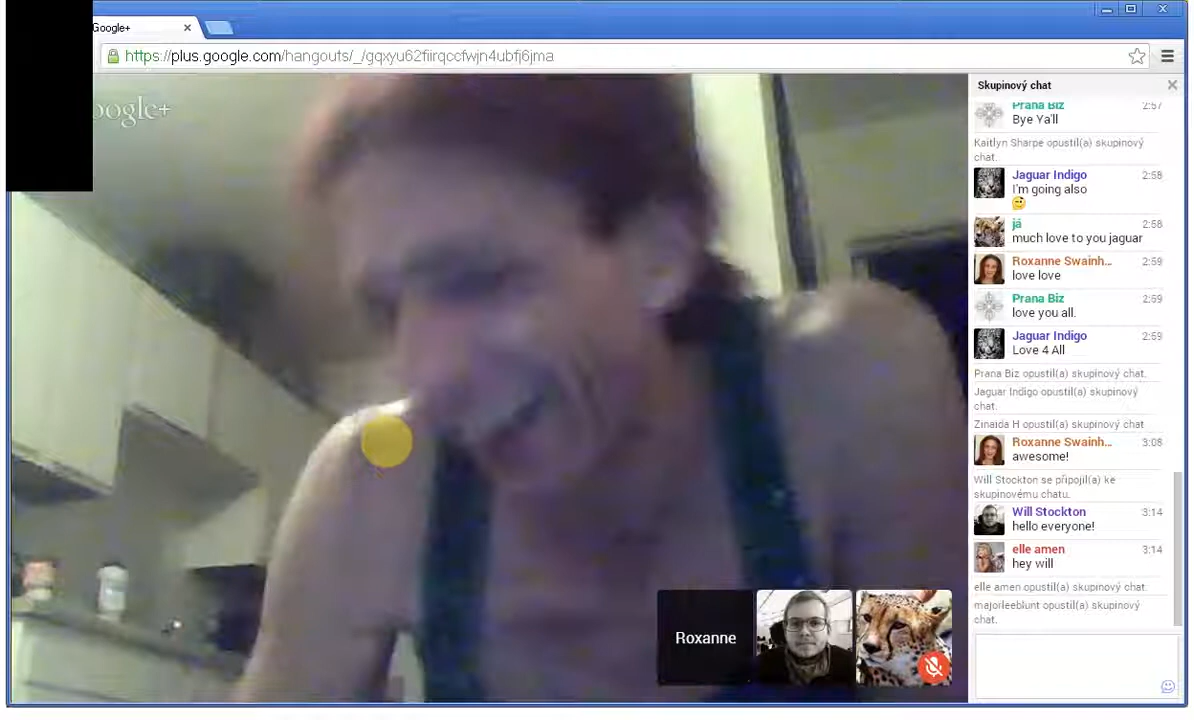 Google+
https://plus.google.com/hangouts/_/gqxyu62fiirqccfwjn4ubfj6jma
oogle+
Skupinový chat
Prana Biz 2:57
Bye Ya'll
Kaitlyn Sharpe opustil(a) skupinový
chat.
Jaguar Indigo 2:58
I'm going also
já 2:58
much love to you jaguar
Roxanne Swainh... 2:59
love love
Prana Biz 2:59
love you all.
Jaguar Indigo 2:59
Love 4 All
Prana Biz opustil(a) skupinový chat.
Jaguar Indigo opustil(a) skupinový
chat.
Zinaida H opustil(a) skupinový chat
Roxanne Swainh... 3:08
awesome!
Will Stockton se připojil(a) ke
skupinovému chatu.
Will Stockton 3:14
hello everyone!
elle amen 3:14
hey will
elle amen opustil(a) skupinový chat.
majorleeblunt opustil(a) skupinový
chat.
Roxanne